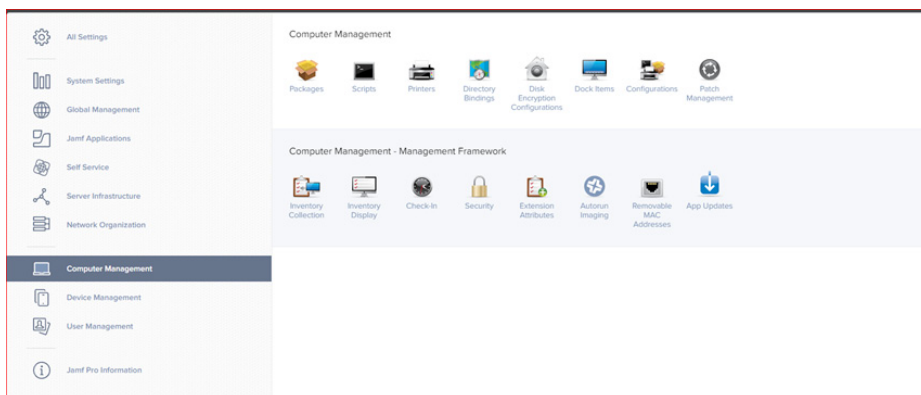 All Settings
System Settings
Global Management
Jamf Applications
Self Service
Server Infrastructure
Network Organization
Computer Management
Device Management
User Management
Jamf Pro Information
Computer Management
Packages
Scripts
Printers
Directory
Bindings
Disk
Encryption
Configurations
Dock Items
Configurations
Patch
Management
Computer Management - Management Framework
Inventory
Collection
Inventory
Display
Check-In
Security
Extension
Attributes
Autorun
Imaging
Removable
MAC
Addresses
App Updates